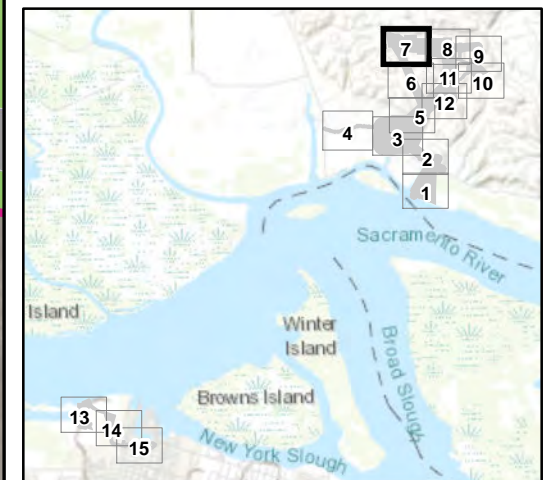 7
8
9
6
11
10
12
5
4
3
2
1
Sacramento River
Island
Winter
Island
Broad Slough
Browns Island
13
14
15
New York Slough